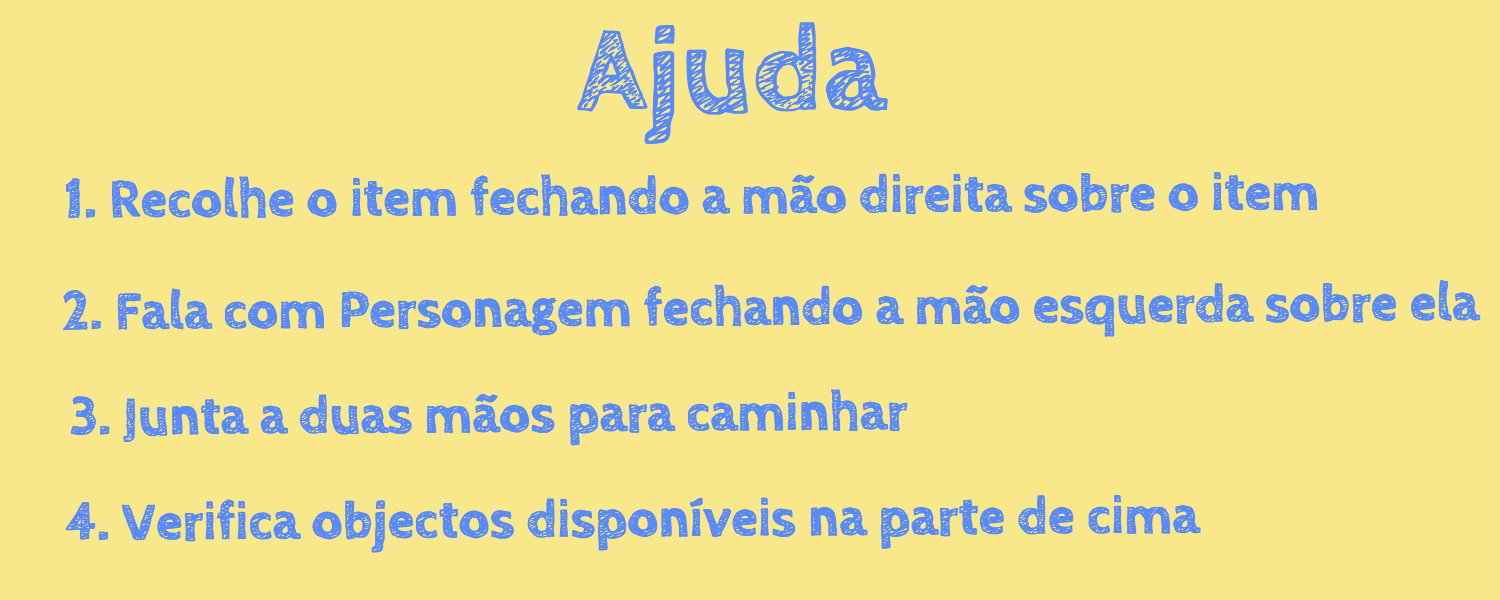 Ajuda
1. Recolhe o item fechando a mão direita sobre o item
2. Fala com Personagem fechando a mão esquerda sobre ela
3. Junta a duas mãos para caminhar
4. Verifica objectos disponíveis na parte de cima